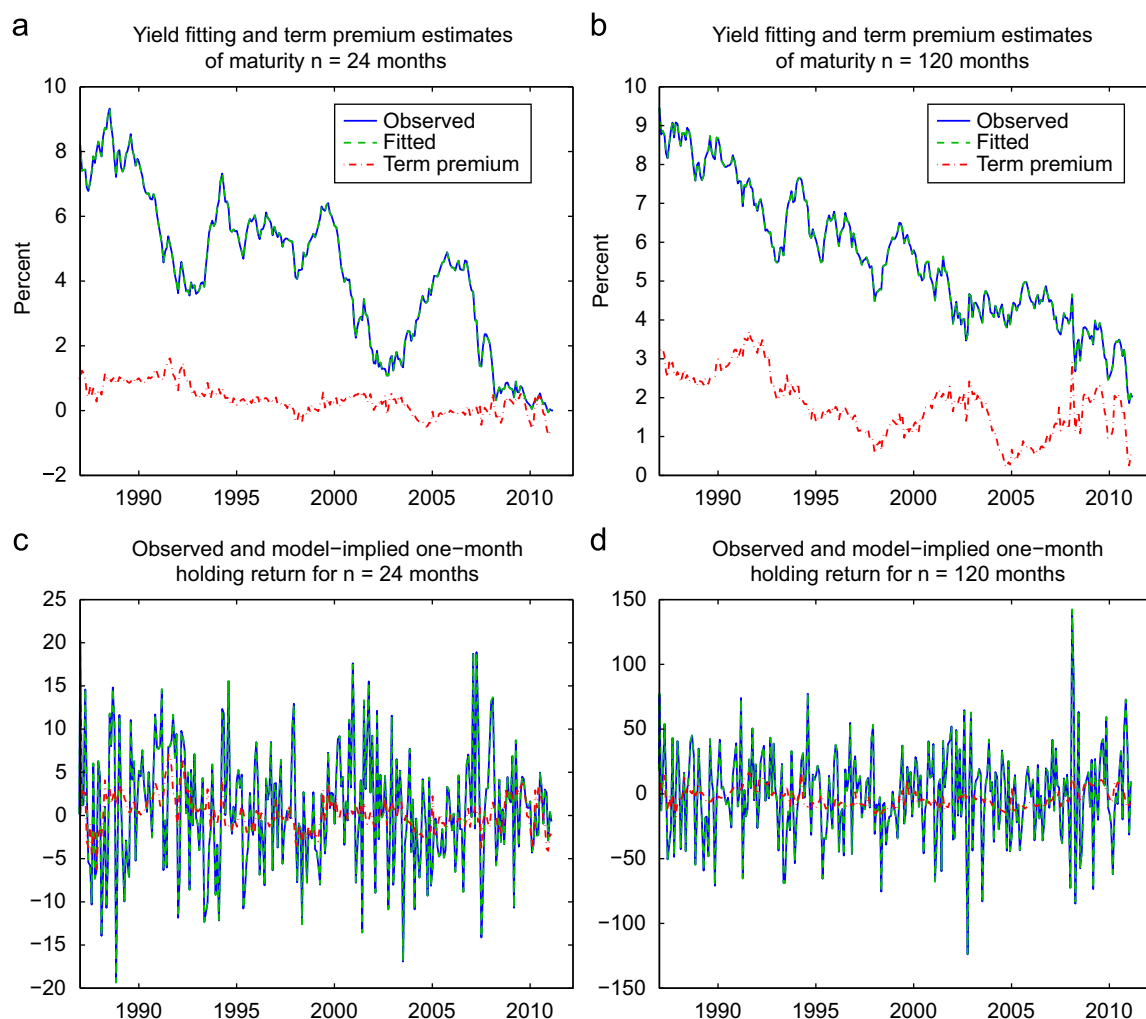 a
Yield fitting and term premium estimates
of maturity n = 24 months
10
8
6
4
2
0
−2
Percent
Observed
Fitted
Term premium
1990
1995
2000
2005
2010
b
Yield fitting and term premium estimates
of maturity n = 120 months
10
9
8
7
6
5
4
3
2
1
0
Percent
Observed
Fitted
Term premium
1990
1995
2000
2005
2010
c
Observed and model−implied one−month
holding return for n = 24 months
25
20
15
10
5
0
−5
−10
−15
−20
1990
1995
2000
2005
2010
d
Observed and model−implied one−month
holding return for n = 120 months
150
100
50
0
−50
−100
−150
1990
1995
2000
2005
2010